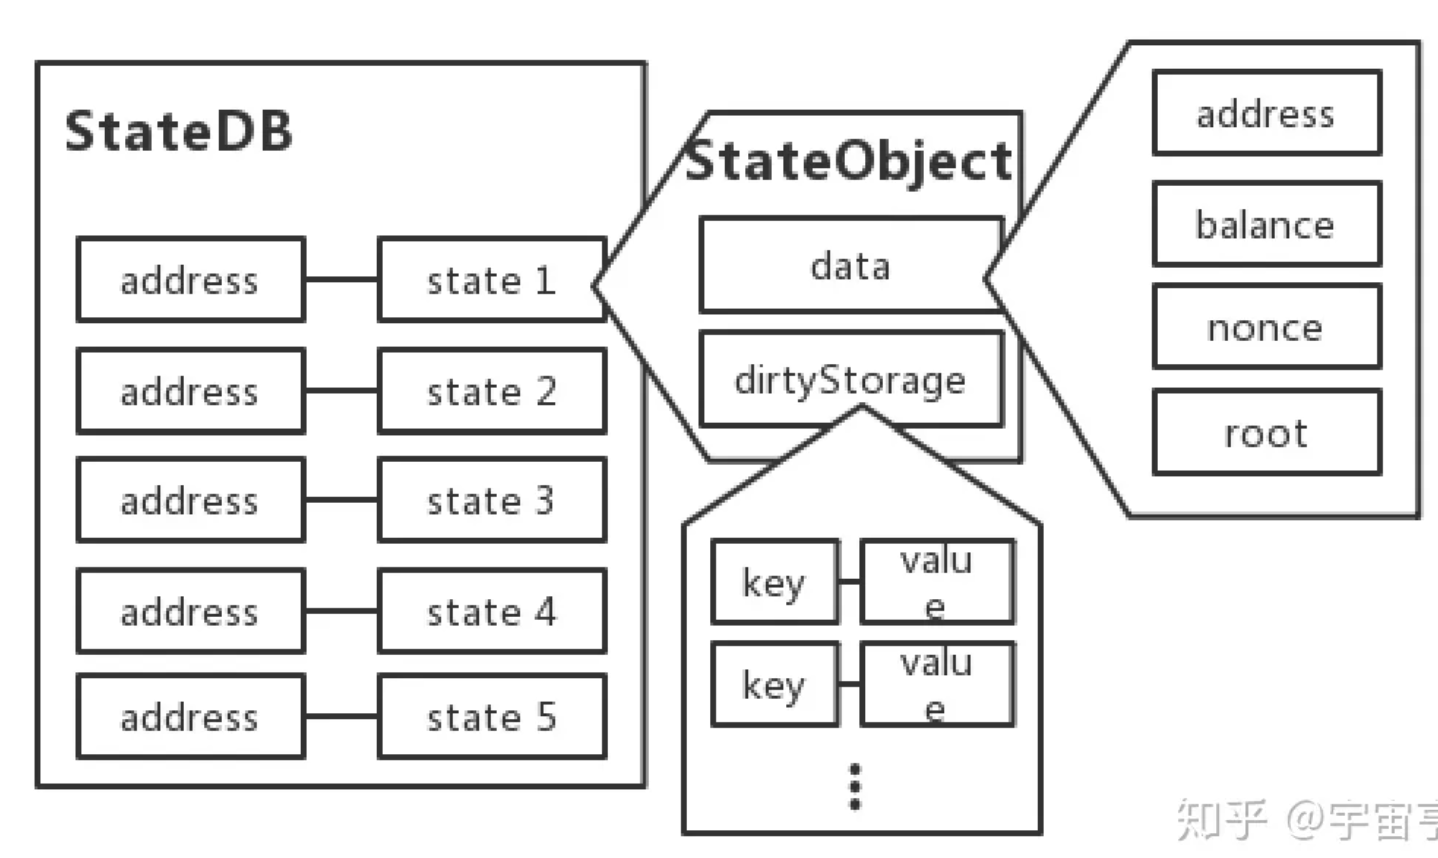 StateDB
address
state 1
address
state 2
address
state 3
address
state 4
address
state 5
StateObject
data
dirtyStorage
key
valu
e
key
valu
e
address
balance
nonce
root
知乎 @宇宙